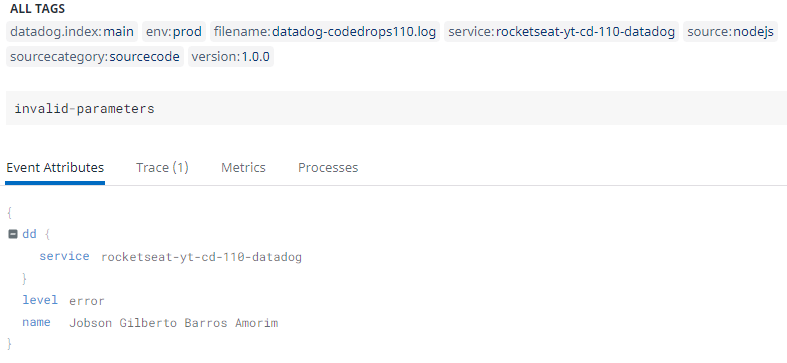 ALL TAGS
datadog.index:main env:prod filename:datadog-codedrops110.log service:rocketseat-yt-cd-110-datadog source:nodejs
sourcecategory:sourcecode version:1.0.0
invalid-parameters
Event Attributes Trace (1) Metrics Processes
{
dd {
service rocketseat-yt-cd-110-datadog
}
level error
name Jobson Gilberto Barros Amorim
}